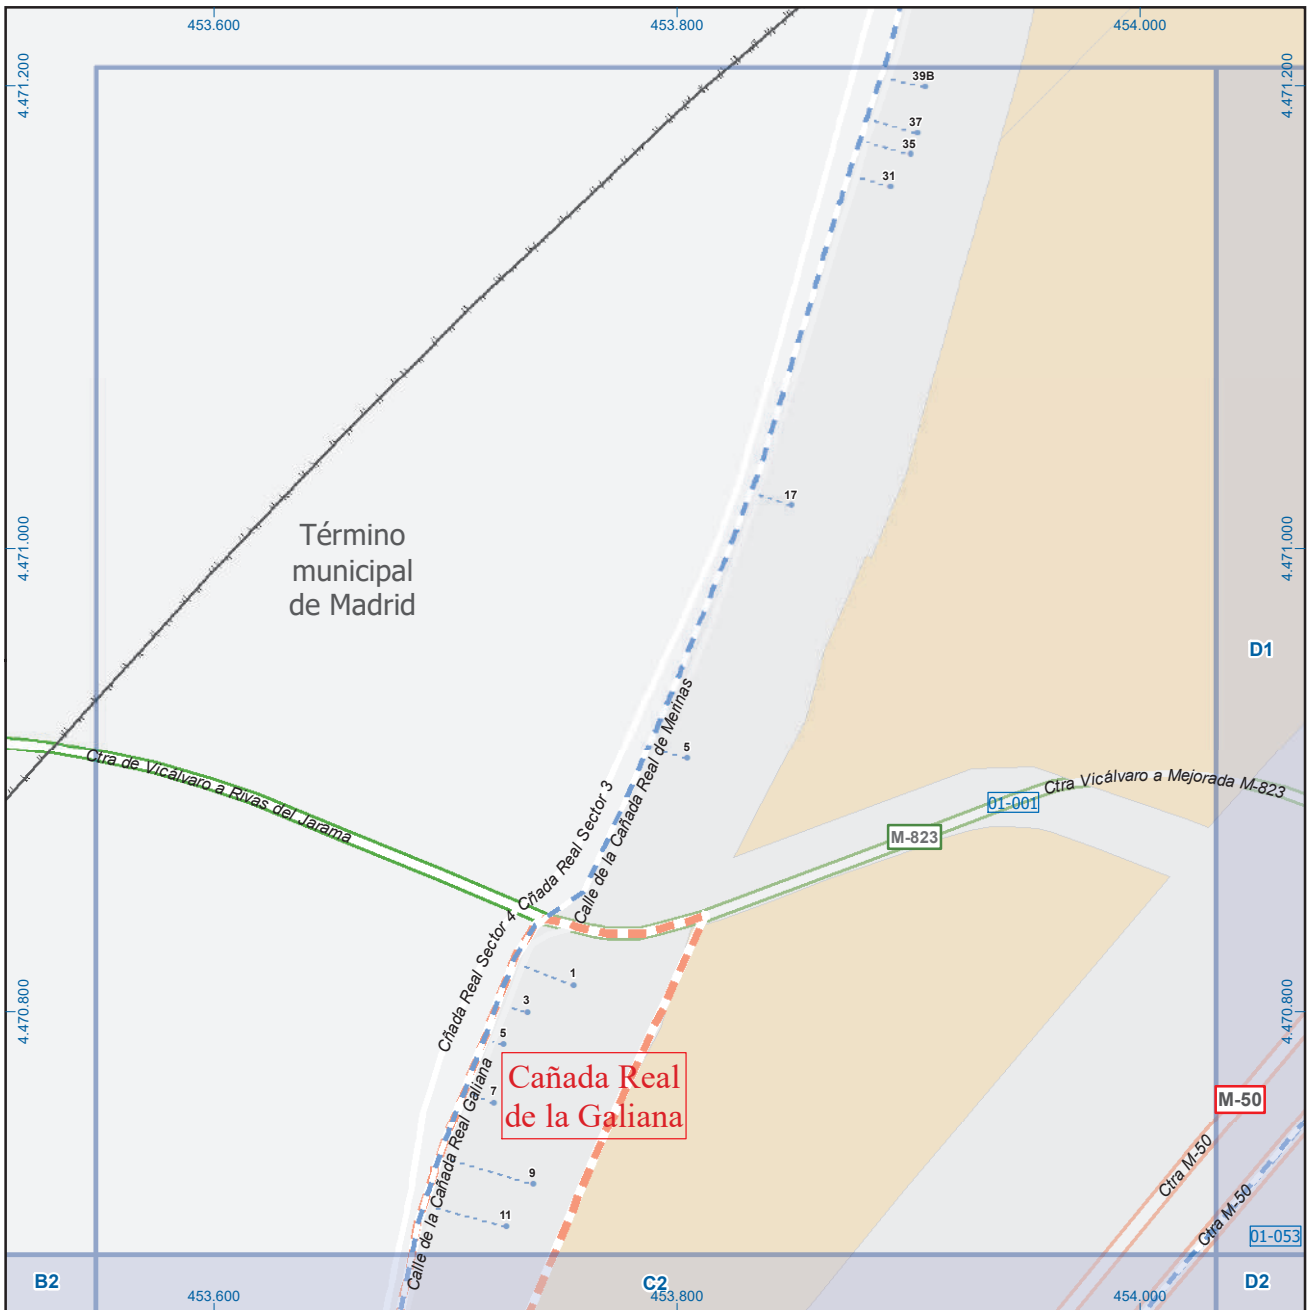 453.600
453.800
454.000
4.471.200
4.471.200
39B
37
35
31
17
Término
municipal
de Madrid
4.471.000
4.471.000
D1
Calle de la Cañada Real de Merinas
5
Ctra de Vicálvaro a Rivas del Jarama
Cñada Real Sector 3
Ctra Vicálvaro a Mejorada M-823
01-001
M-823
Cñada Real Sector 4
1
3
5
7
9
11
4.470.800
4.470.800
Cañada Real
de la Galiana
Calle de la Cañada Real Galiana
M-50
Ctra M-50
Ctra M-50
01-053
B2
C2
D2
453.600
453.800
454.000